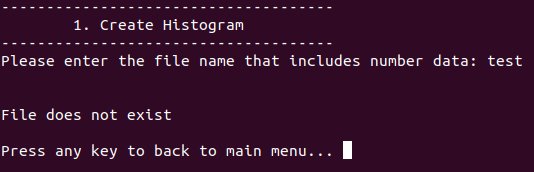 ---------------------------------------
1. Create Histogram
---------------------------------------
Please enter the file name that includes number data: test
File does not exist
Press any key to back to main menu...